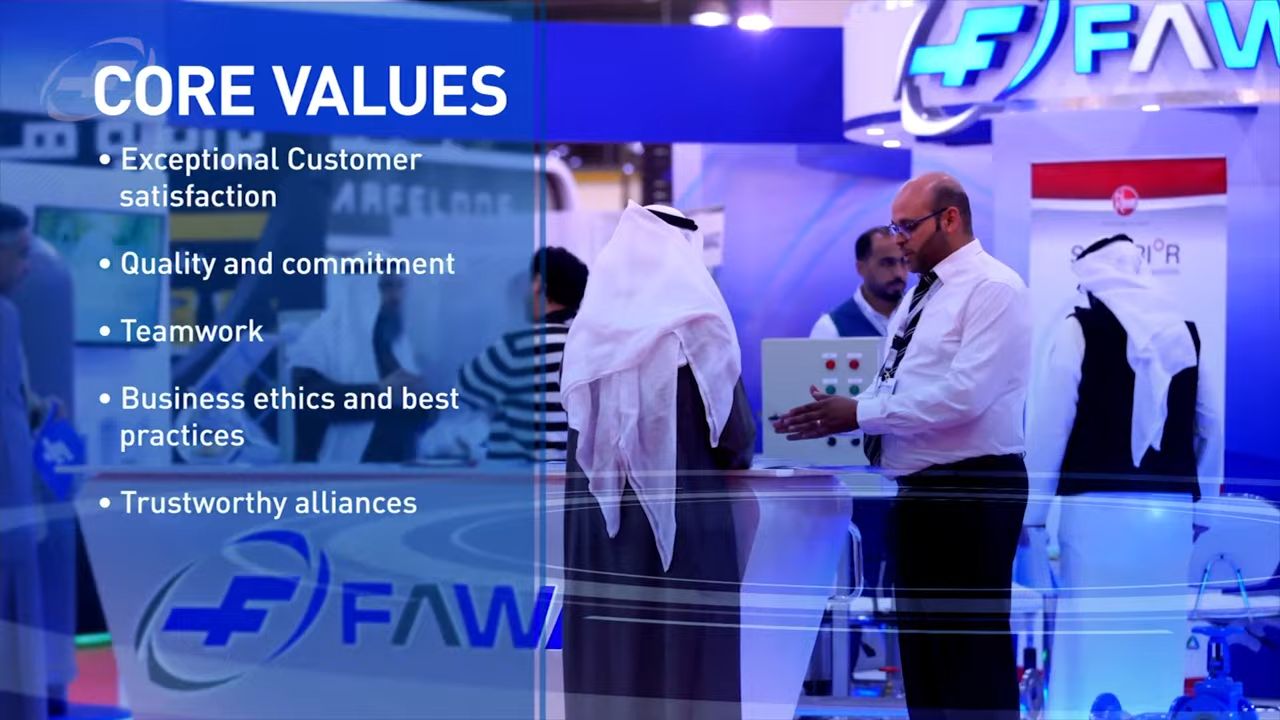 CORE VALUES
• Exceptional Customer
satisfaction
• Quality and commitment
• Teamwork
• Business ethics and best
practices
• Trustworthy alliances
FAW
FAW